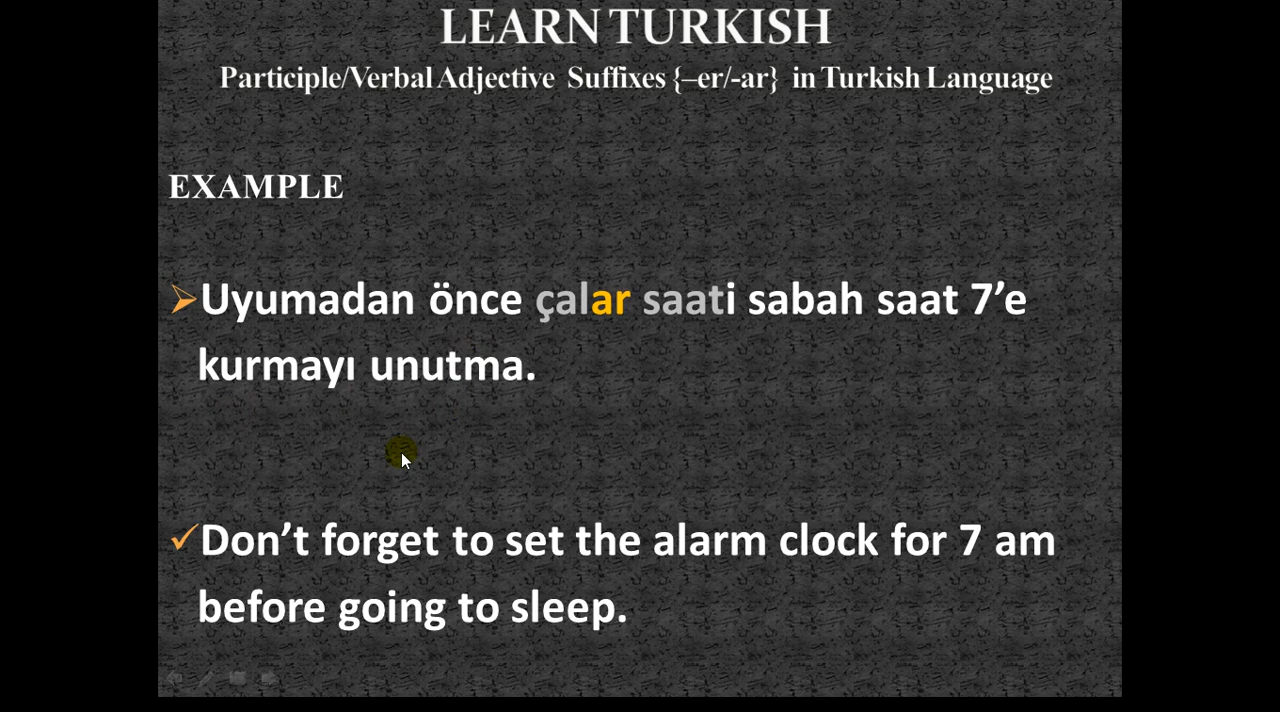 LEARN TURKISH
Participle/Verbal Adjective Suffixes {–er/-ar} in Turkish Language
EXAMPLE
Uyumadan önce çalar saati sabah saat 7’e
kurmayı unutma.
Don’t forget to set the alarm clock for 7 am
before going to sleep.